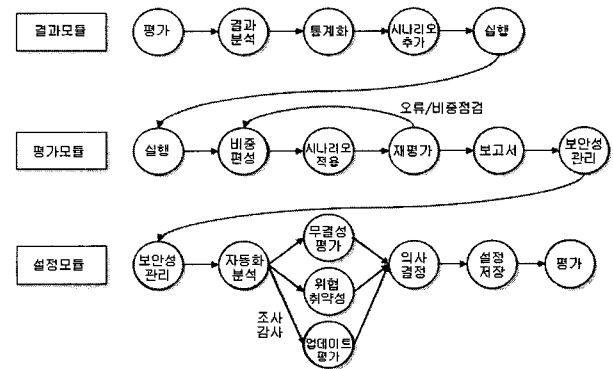 결과모듈
평가
결과
분석
통계화
시나리오
추가
실행
오류/비중점검
평가모듈
실행
비중
편성
시나리오
적용
재평가
보고서
보안성
관리
설정모듈
보안성
관리
자동화
분석
무결성
평가
위협
취약성
조사
감사
업데이트
평가
의사
결정
설정
저장
평가